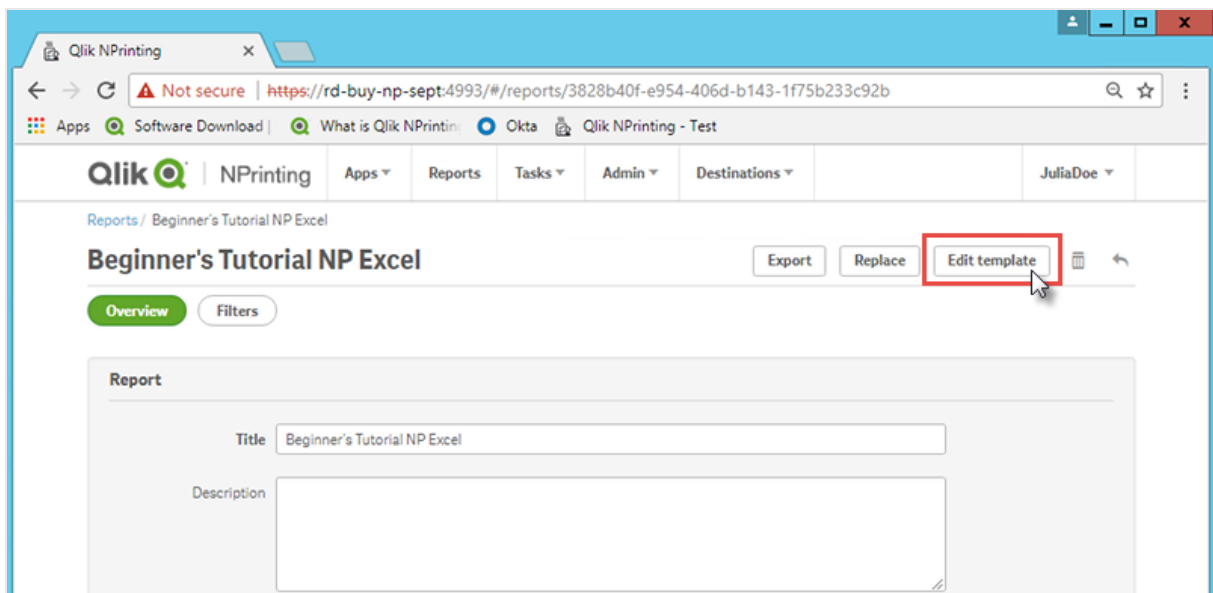 Qlik NPrinting
Not secure | https://rd-buy-np-sept:4993/#/reports/3828b40f-e954-406d-b143-1f75b233c92b
Apps Software Download | What is Qlik NPrintin Okta Qlik NPrinting - Test
Qlik NPrinting Apps Reports Tasks Admin Destinations JuliaDoe
Reports / Beginner's Tutorial NP Excel
Beginner's Tutorial NP Excel Export Replace Edit template
Overview Filters
Report
Title Beginner's Tutorial NP Excel
Description